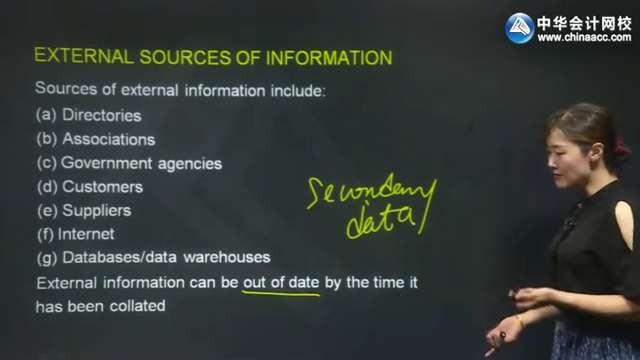 中华会计网校
www.chinaacc.com
EXTERNAL SOURCES OF INFORMATION
Sources of external information include:
(a) Directories
(b) Associations
(c) Government agencies
(d) Customers
(e) Suppliers
(f) Internet
(g) Databases/data warehouses
Secondary
data
External information can be out of date by the time it
has been collated